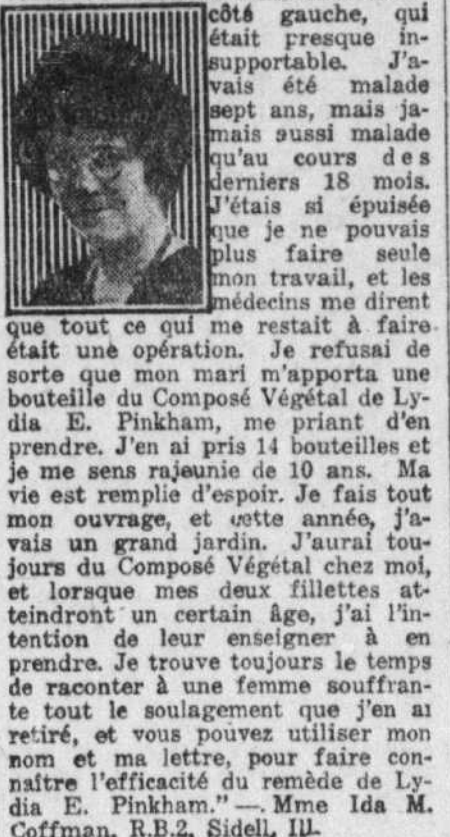 côté gauche, qui
était presque in-
supportable. J'a-
vais été malade
sept ans, mais ja-
mais aussi malade
qu'au cours des
derniers 18 mois.
J'étais si épuisée
que je ne pouvais
plus faire seule
mon travail, et les
médecins me dirent
que tout ce qui me restait à faire
était une opération. Je refusai de
sorte que mon mari m'apporta une
bouteille du Composé Végétal de Ly-
dia E. Pinkham, me priant d'en
prendre. J'en ai pris 14 bouteilles et
je me sens rajeunie de 10 ans. Ma
vie est remplie d'espoir. Je fais tout
mon ouvrage, et cette année, j'a-
vais un grand jardin. J'aurai tou-
jours du Composé Végétal chez moi,
et lorsque mes deux fillettes at-
teindront un certain âge, j'ai l'in-
tention de leur enseigner à en
prendre. Je trouve toujours le temps
de raconter à une femme souffran-
te tout le soulagement que j'en ai
retiré, et vous pouvez utiliser mon
nom et ma lettre, pour faire con-
naître l'efficacité du remède de Ly-
dia E. Pinkham." — Mme Ida M.
Coffman, R.B.2, Sidell, Ill.